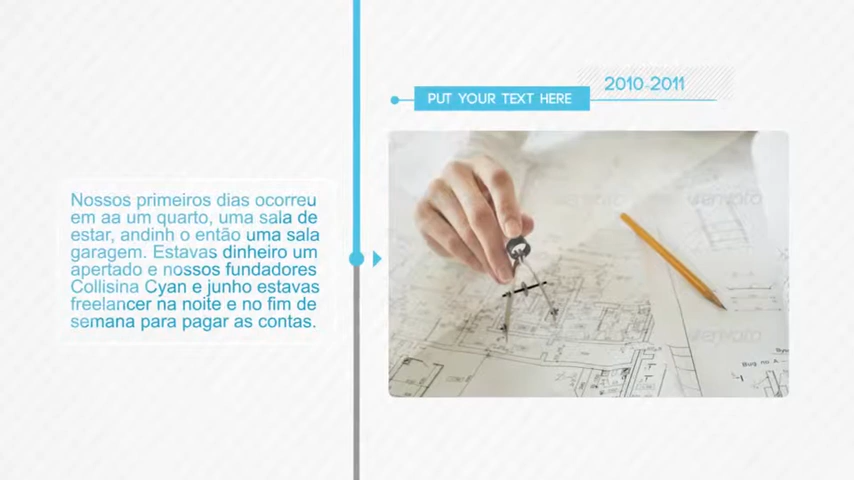 2010-2011
PUT YOUR TEXT HERE
Nossos primeiros dias ocorreu
em aa um quarto, uma sala de
estar, andinh o então uma sala
garagem. Estavas dinheiro um
apertado e nossos fundadores
Collisina Cyan e junho estavas
freelancer na noite e no fim de
semana para pagar as contas.
envato
envato